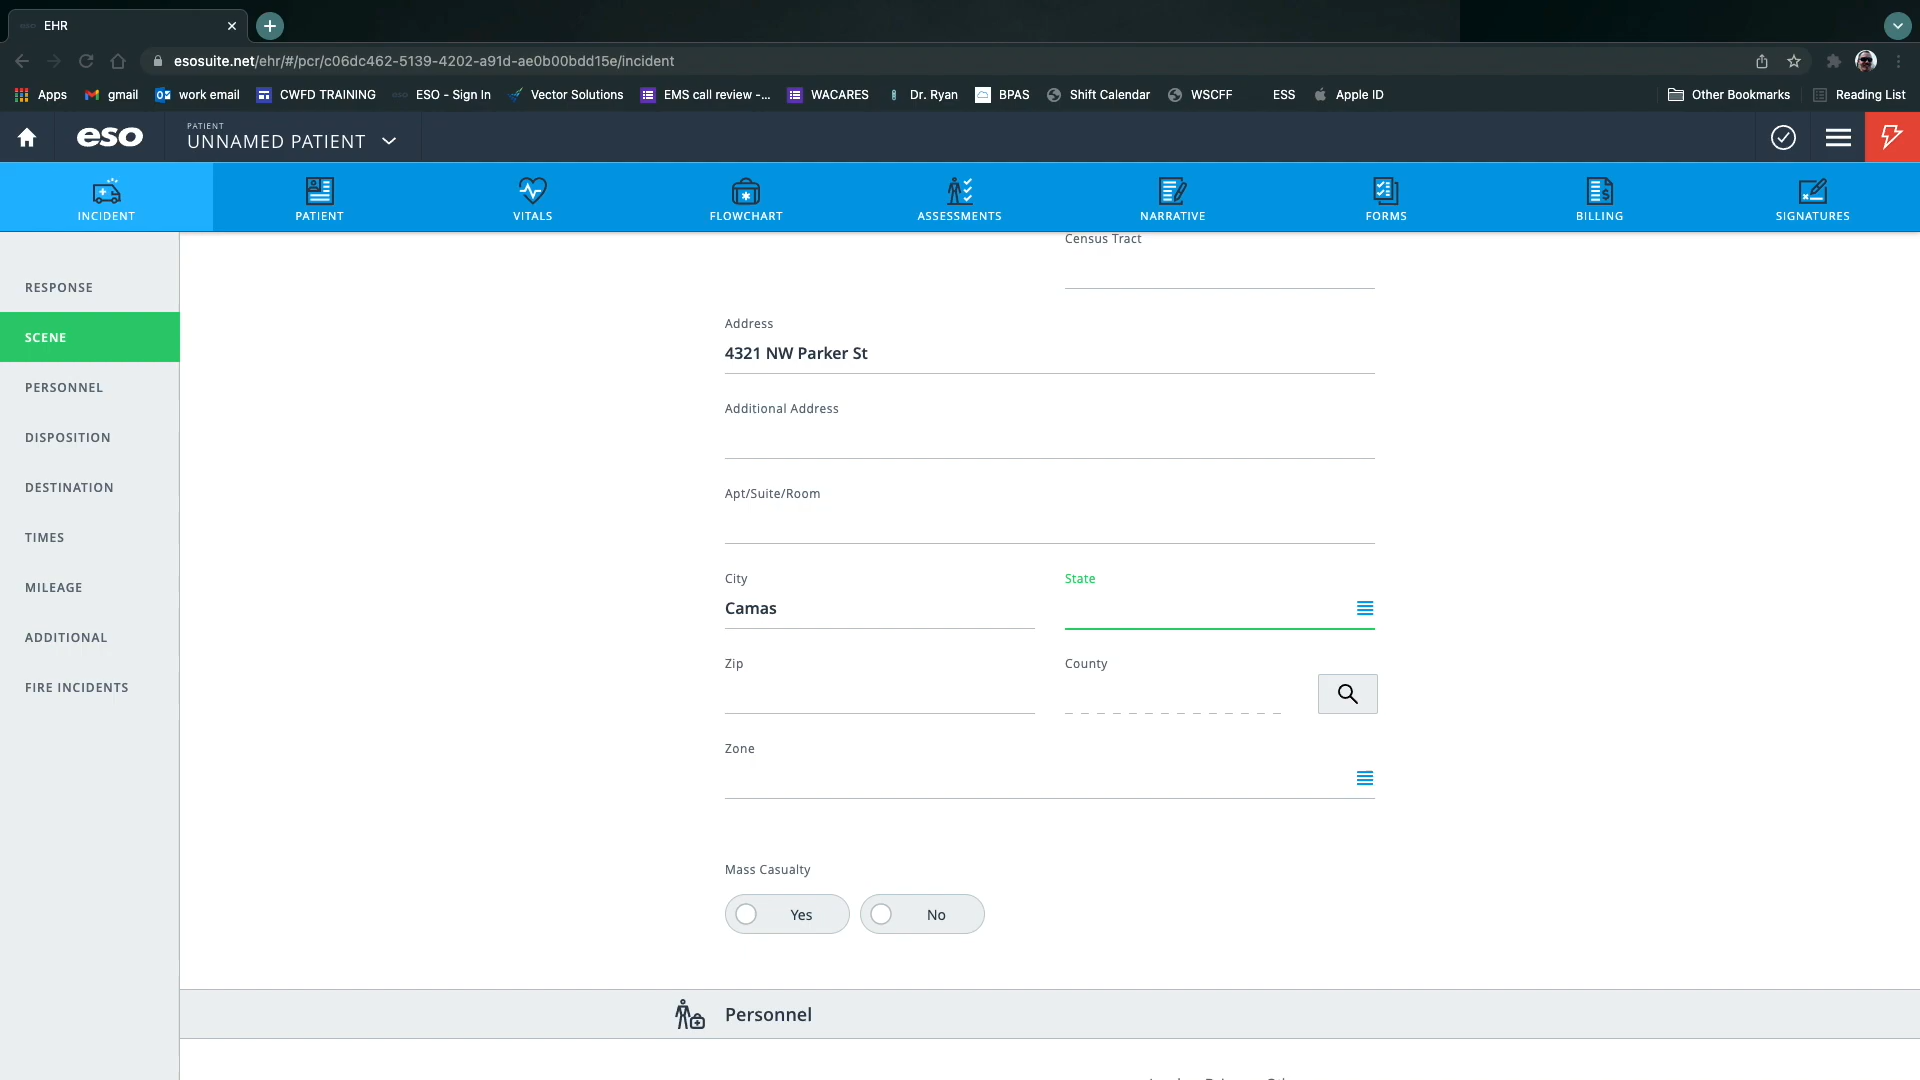 EHR
esosuite.net/ehr/#/pcr/c06dc462-5139-4202-a91d-ae0b00bdd15e/incident
Apps gmail work email CWFD TRAINING ESO - Sign In Vector Solutions EMS call review -... WACARES Dr. Ryan BPAS Shift Calendar WSCFF ESS Apple ID Other Bookmarks Reading List
eso
PATIENT
UNNAMED PATIENT
INCIDENT PATIENT VITALS FLOWCHART ASSESSMENTS NARRATIVE FORMS BILLING SIGNATURES
RESPONSE
SCENE
PERSONNEL
DISPOSITION
DESTINATION
TIMES
MILEAGE
ADDITIONAL
FIRE INCIDENTS
Census Tract
Address
4321 NW Parker St
Additional Address
Apt/Suite/Room
City State
Camas
Zip County
Zone
Mass Casualty
Yes No
Personnel